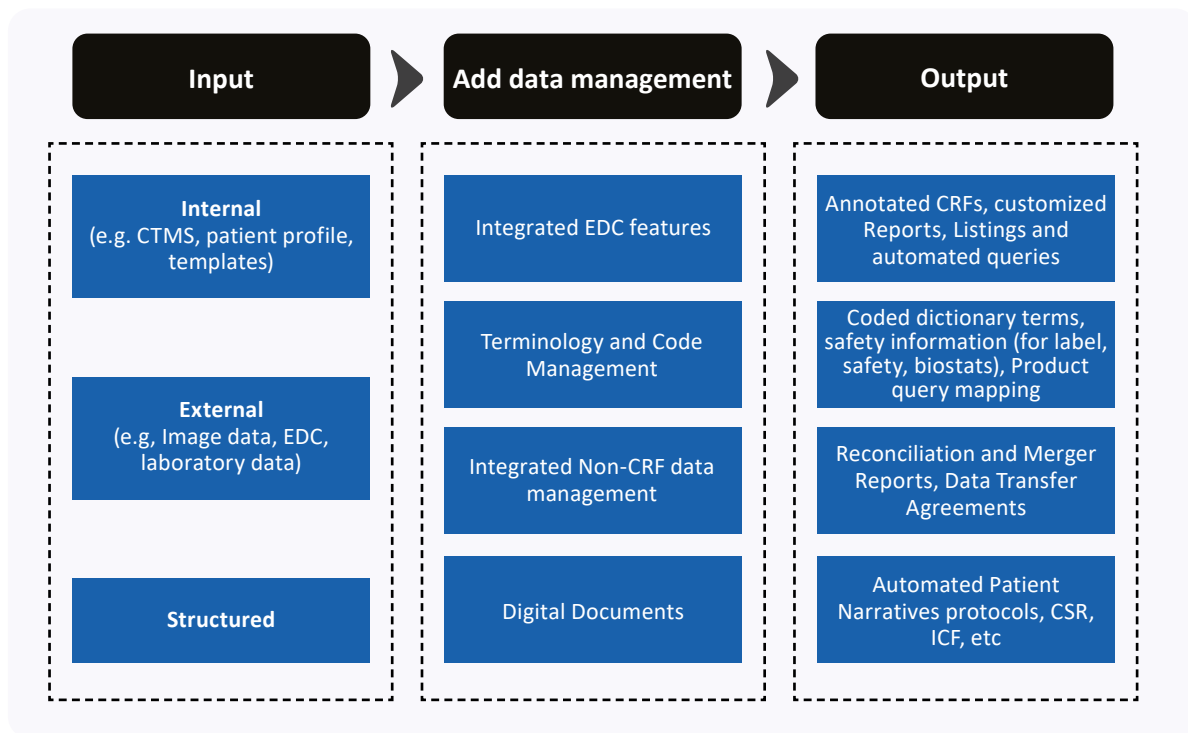 Input
Add data management
Output
Internal
(e.g. CTMS, patient profile,
templates)
External
(e.g, Image data, EDC,
laboratory data)
Structured
Integrated EDC features
Terminology and Code
Management
Integrated Non-CRF data
management
Digital Documents
Annotated CRFs, customized
Reports, Listings and
automated queries
Coded dictionary terms,
safety information (for label,
safety, biostats), Product
query mapping
Reconciliation and Merger
Reports, Data Transfer
Agreements
Automated Patient
Narratives protocols, CSR,
ICF, etc